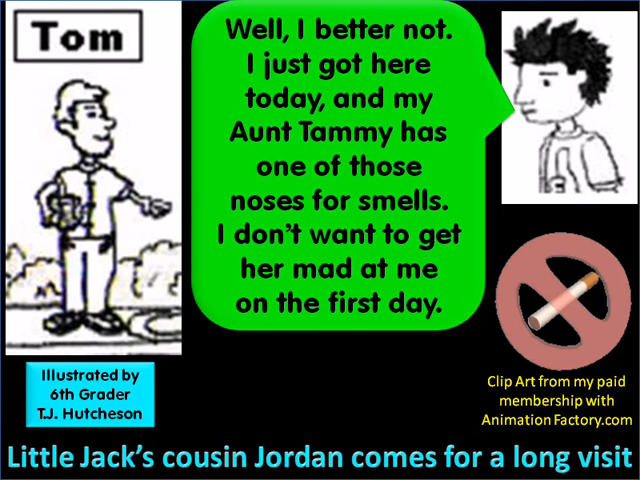 Tom
Well, I better not.
I just got here
today, and my
Aunt Tammy has
one of those
noses for smells.
I don't want to get
her mad at me
on the first day.
Illustrated by
6th Grader
T.J. Hutcheson
Clip Art from my paid
membership with
AnimationFactory.com
Little Jack's cousin Jordan comes for a long visit